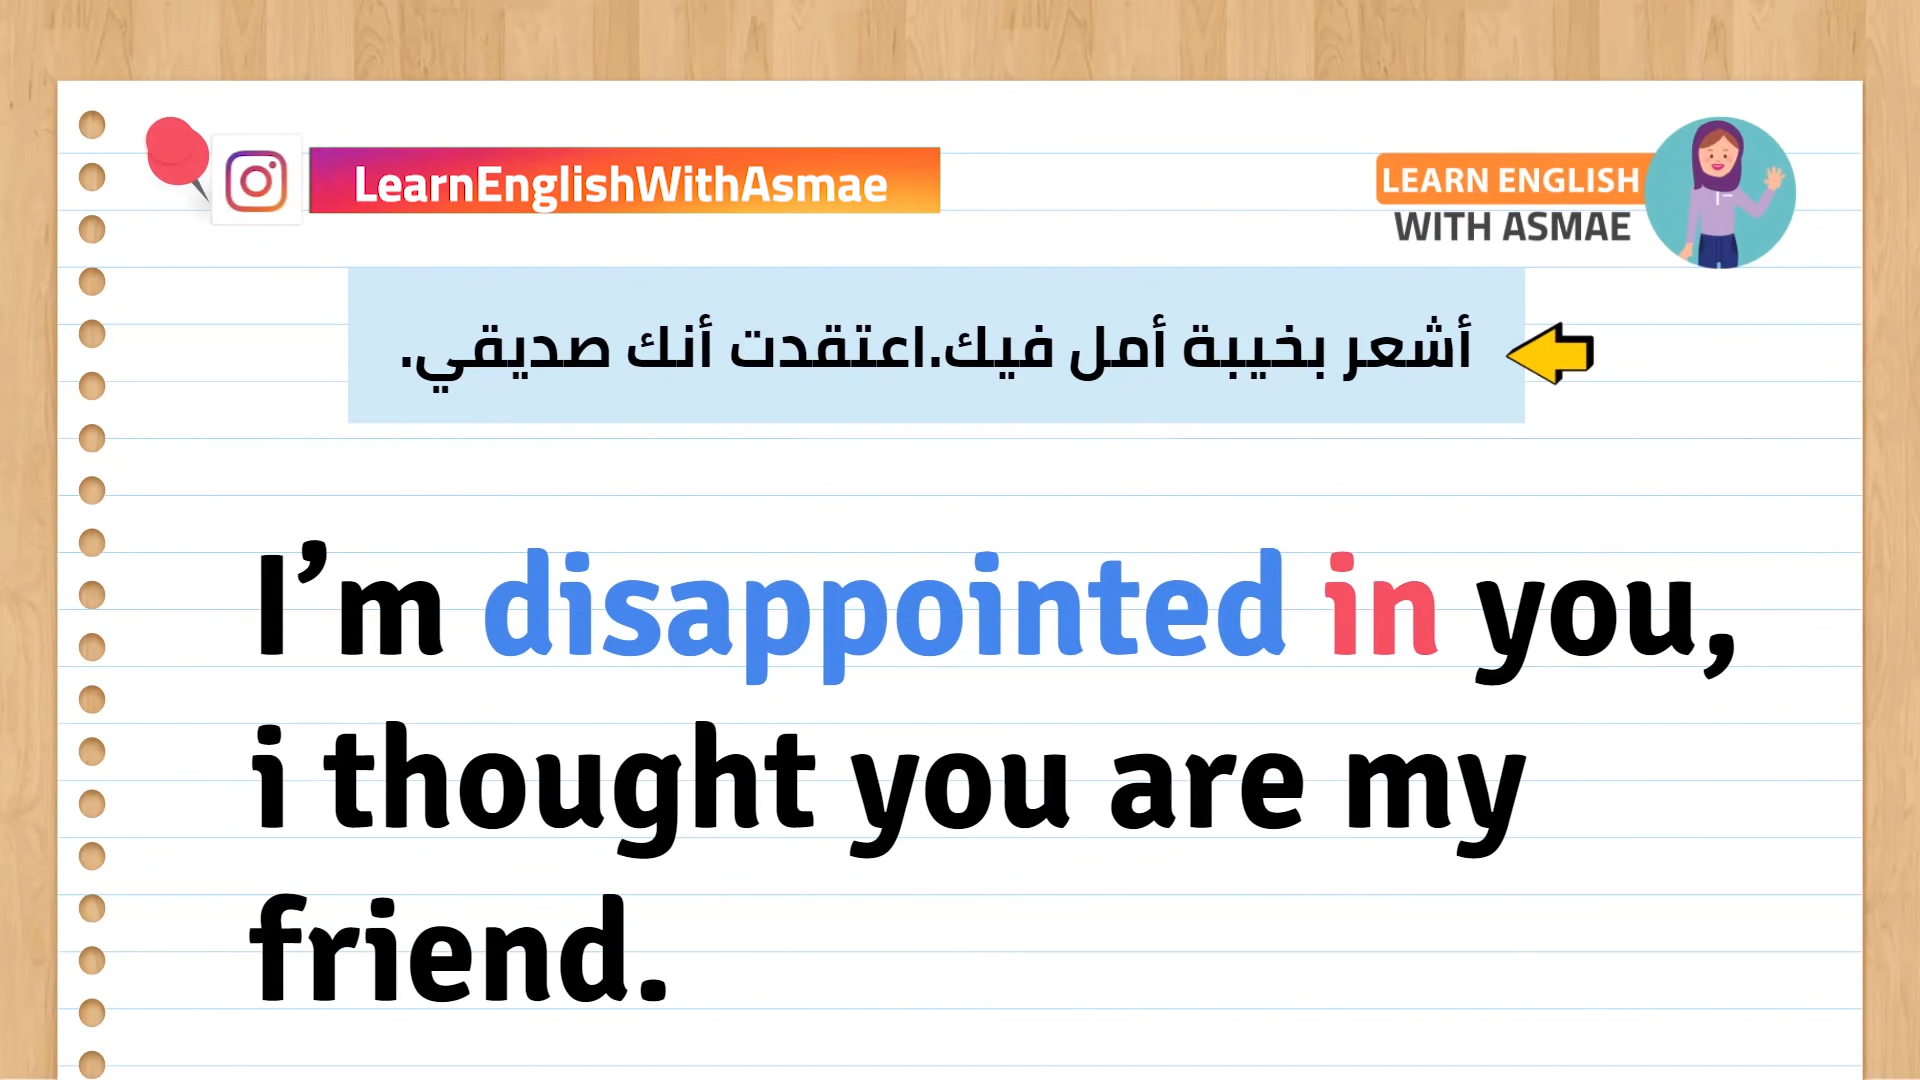 LearnEnglishWithAsmae
LEARN ENGLISH
WITH ASMAE
أشعر بخيبة أمل فيك.اعتقدت أنك صديقي.
I’m disappointed in you,
i thought you are my
friend.